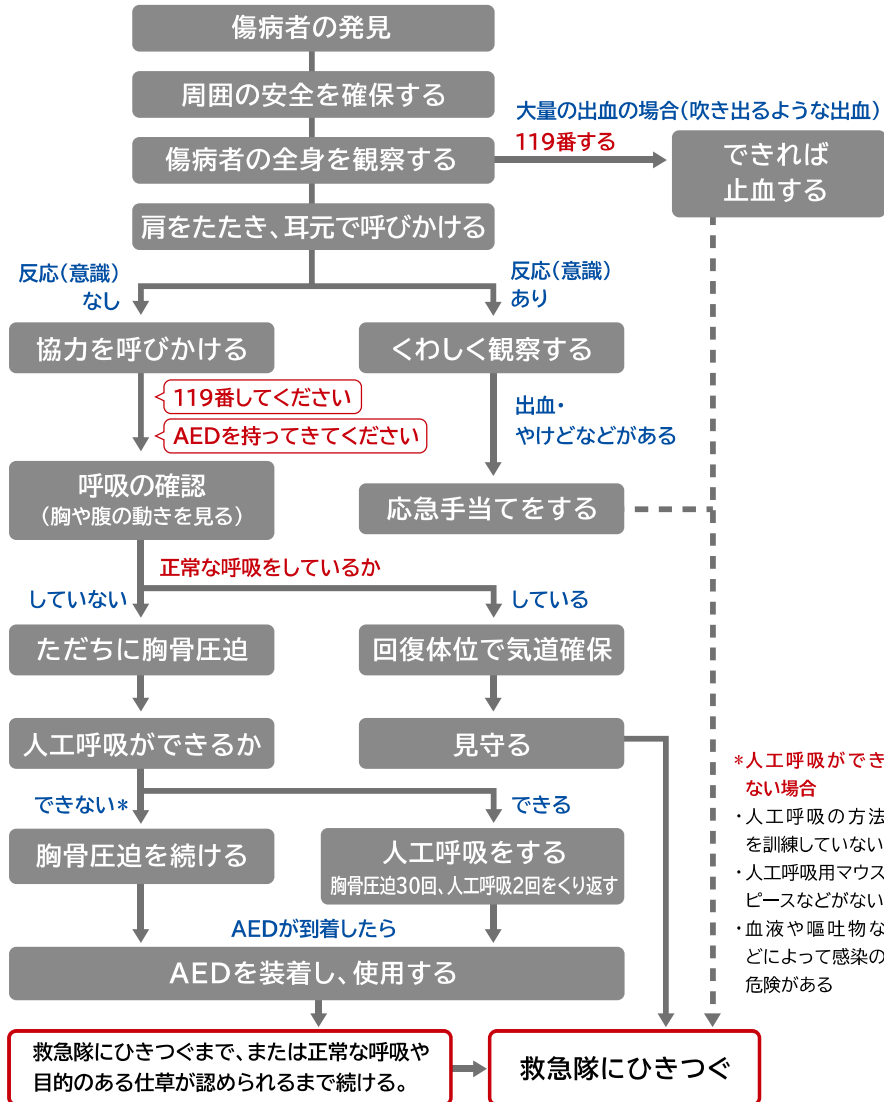 傷病者の発見
周囲の安全を確保する
大量の出血の場合(吹き出るような出血)
119番する
傷病者の全身を観察する
できれば
止血する
肩をたたき、耳元で呼びかける
反応(意識)
なし
反応(意識)
あり
協力を呼びかける
くわしく観察する
119番してください
AEDを持ってきてください
出血・
やけどなどがある
呼吸の確認
(胸や腹の動きを見る)
応急手当てをする
正常な呼吸をしているか
していない
している
ただちに胸骨圧迫
回復体位で気道確保
人工呼吸ができるか
見守る
できない*
できる
胸骨圧迫を続ける
人工呼吸をする
胸骨圧迫30回、人工呼吸2回をくり返す
*人工呼吸ができ
ない場合
・人工呼吸の方法
を訓練していない
・人工呼吸用マウス
ピースなどがない
・血液や嘔吐物な
どによって感染の
危険がある
AEDが到着したら
AEDを装着し、使用する
救急隊にひきつぐまで、または正常な呼吸や
目的のある仕草が認められるまで続ける。
救急隊にひきつぐ